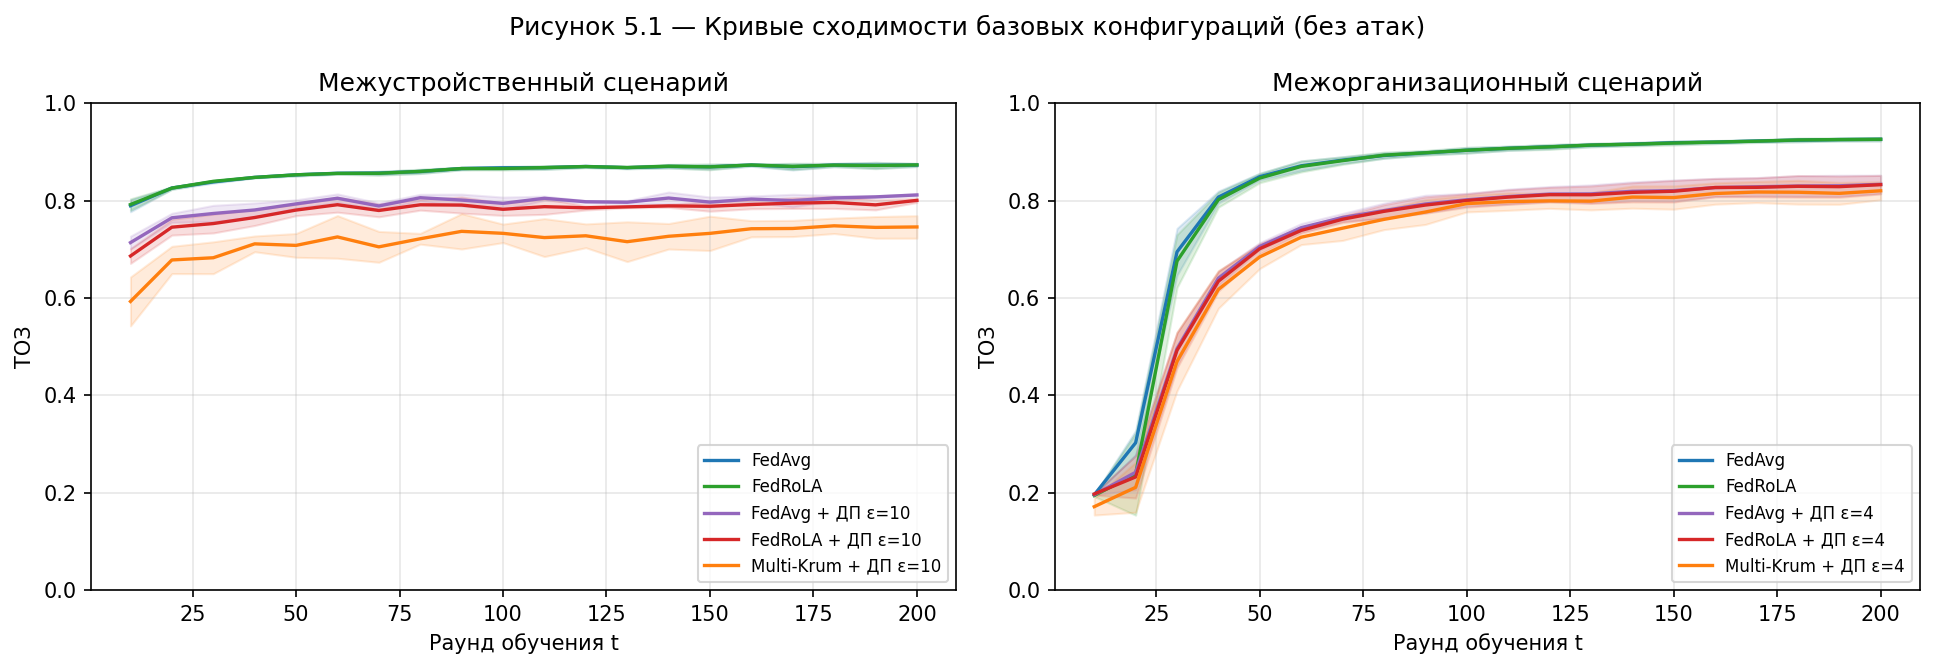 Рисунок 5.1 — Кривые сходимости базовых конфигураций (без атак)
Межустройственный сценарий
ТОЗ
1.0
0.8
0.6
0.4
0.2
0.0
25 50 75 100 125 150 175 200
Раунд обучения t
FedAvg
FedRoLA
FedAvg + ДП ε=10
FedRoLA + ДП ε=10
Multi-Krum + ДП ε=10
Межорганизационный сценарий
ТОЗ
1.0
0.8
0.6
0.4
0.2
0.0
25 50 75 100 125 150 175 200
Раунд обучения t
FedAvg
FedRoLA
FedAvg + ДП ε=4
FedRoLA + ДП ε=4
Multi-Krum + ДП ε=4